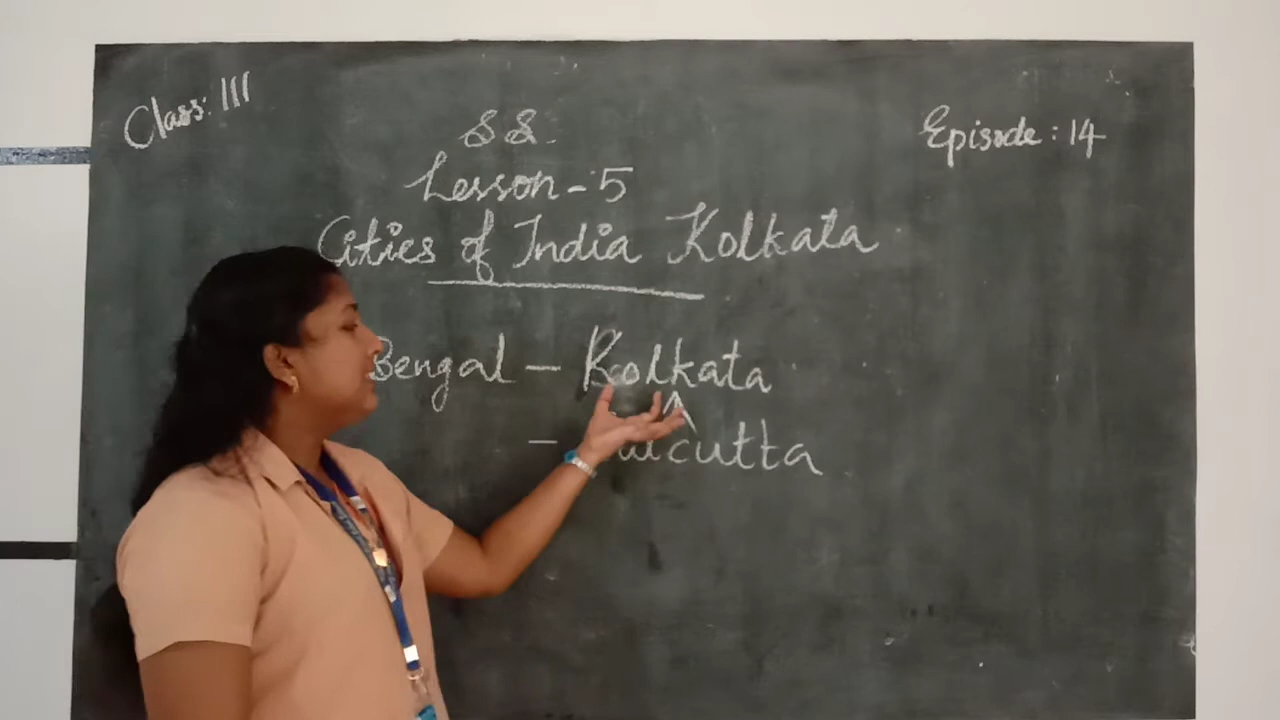 Class: III
Episode: 14
S S.
Lesson - 5
Cities of India Kolkata
Bengal - Kolkata
^
-